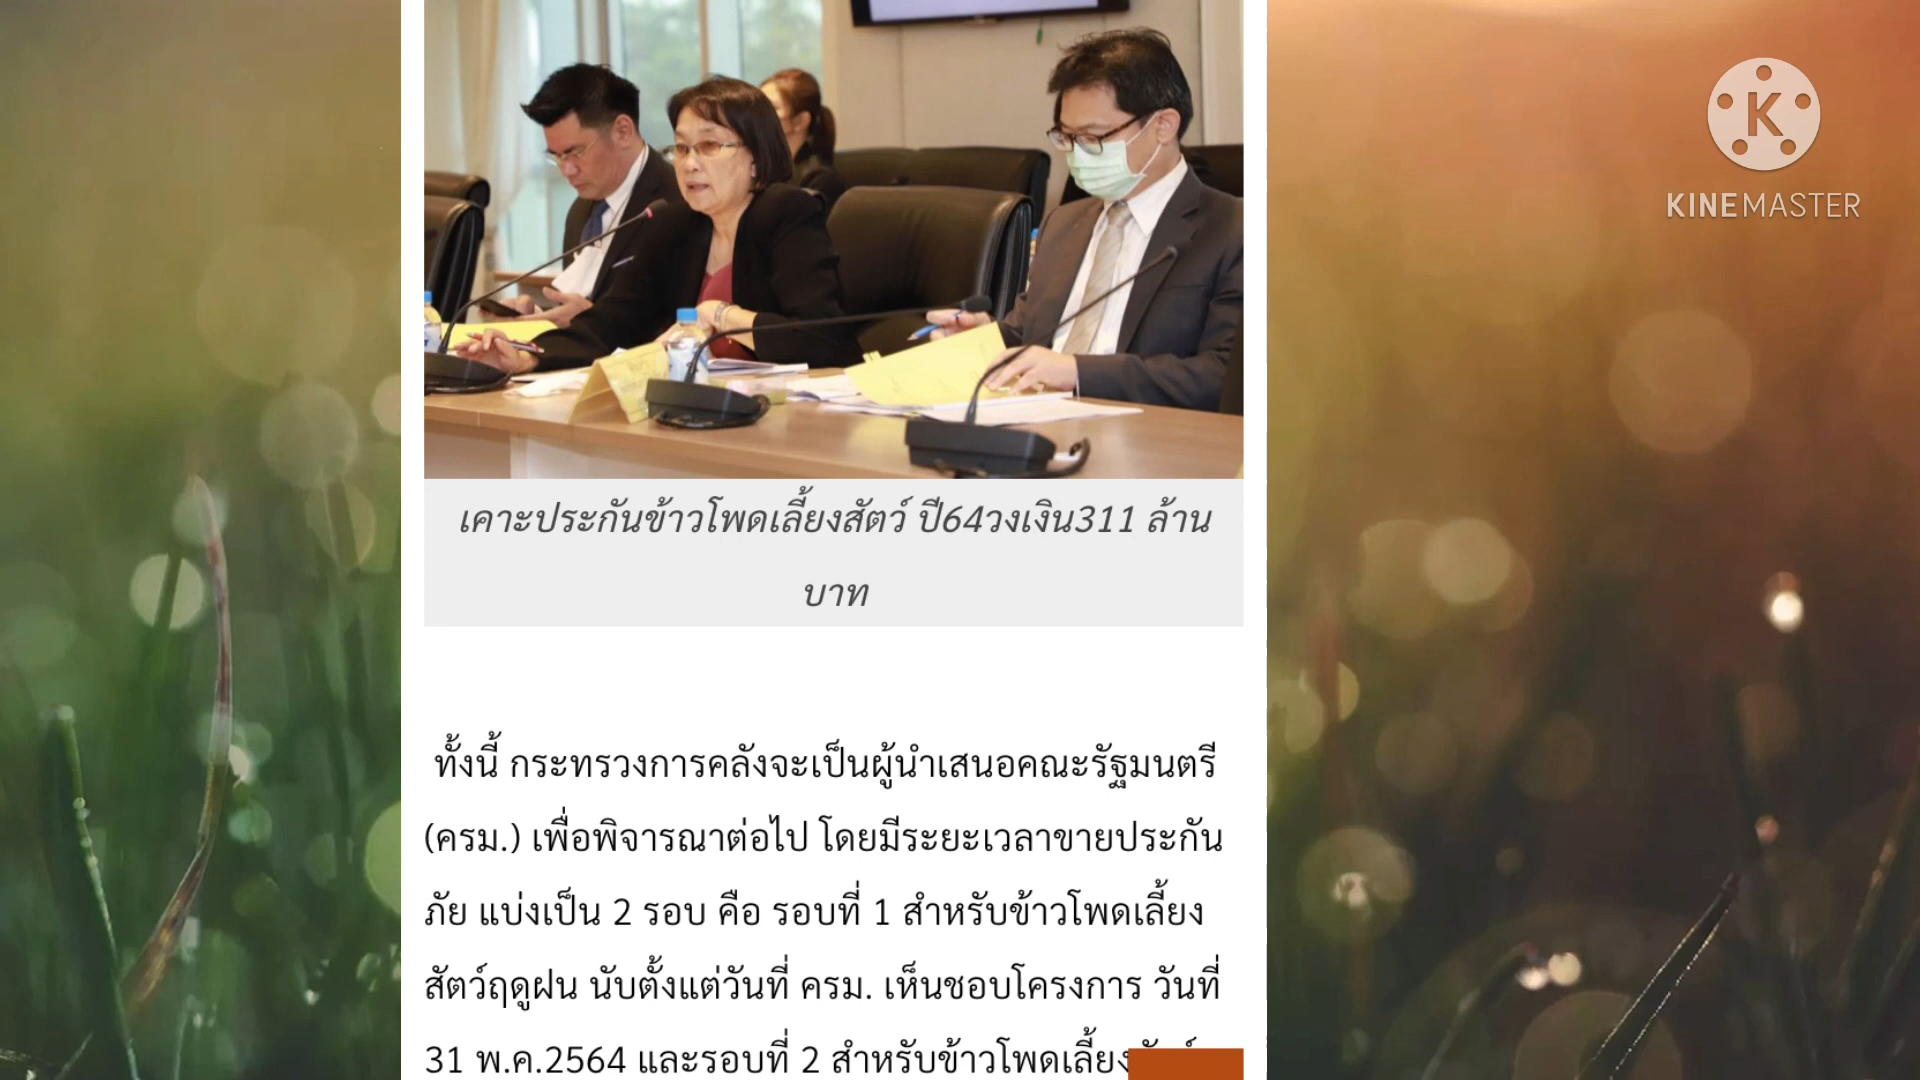 K
KINEMASTER
เคาะประกันข้าวโพดเลี้ยงสัตว์ ปี64วงเงิน311 ล้าน
บาท
ทั้งนี้ กระทรวงการคลังจะเป็นผู้นำเสนอคณะรัฐมนตรี
(ครม.) เพื่อพิจารณาต่อไป โดยมีระยะเวลาขายประกัน
ภัย แบ่งเป็น 2 รอบ คือ รอบที่ 1 สำหรับข้าวโพดเลี้ยง
สัตว์ฤดูฝน นับตั้งแต่วันที่ ครม. เห็นชอบโครงการ วันที่
31 พ.ค.2564 และรอบที่ 2 สำหรับข้าวโพดเลี้ยง